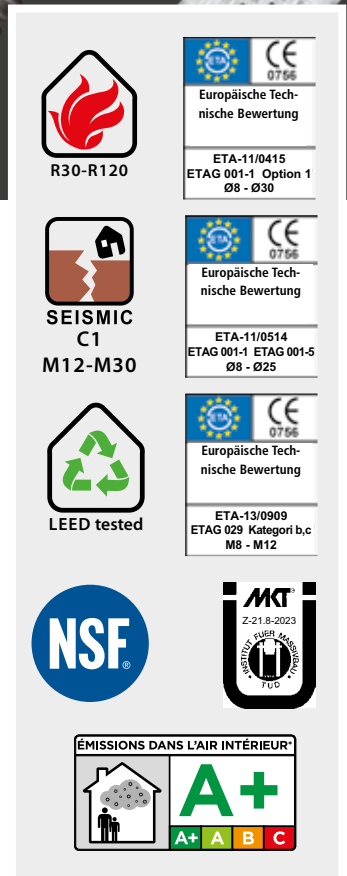 R30-R120
ETA
CE
0756
Europäische Tech-
nische Bewertung
ETA-11/0415
ETAG 001-1 Option 1
Ø8 - Ø30
SEISMIC
C1
M12-M30
ETA
CE
0756
Europäische Tech-
nische Bewertung
ETA-11/0514
ETAG 001-1 ETAG 001-5
Ø8 - Ø25
LEED tested
ETA
CE
0756
Europäische Tech-
nische Bewertung
ETA-13/0909
ETAG 029 Kategori b,c
M8 - M12
NSF®
MKT®
Z-21.8-2023
INSTITUT FUER MASSIVBAU
TUD
ÉMISSIONS DANS L'AIR INTÉRIEUR*
A+
A+ A B C